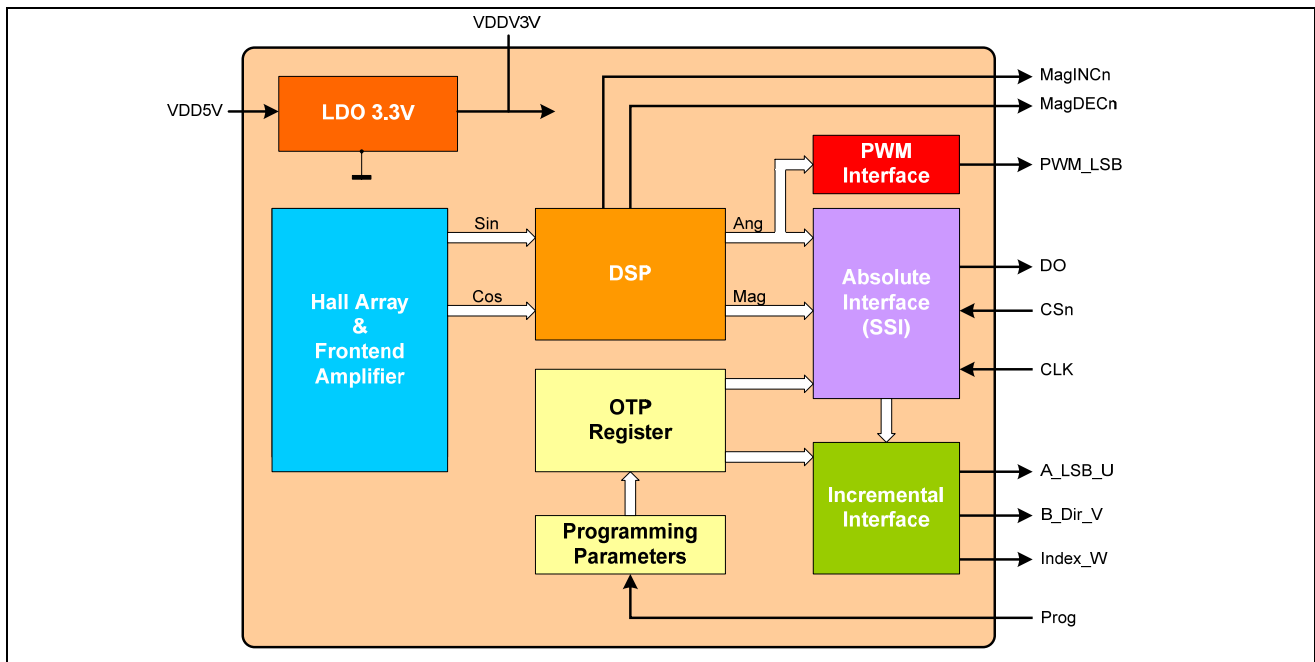 VDDV3V
VDD5V
LDO 3.3V
MagINCn
MagDECn
PWM
Interface
PWM_LSB
Sin
Cos
Hall Array
&
Frontend
Amplifier
DSP
Ang
Mag
Absolute
Interface
(SSI)
DO
CSn
CLK
OTP
Register
Programming
Parameters
Incremental
Interface
A_LSB_U
B_Dir_V
Index_W
Prog